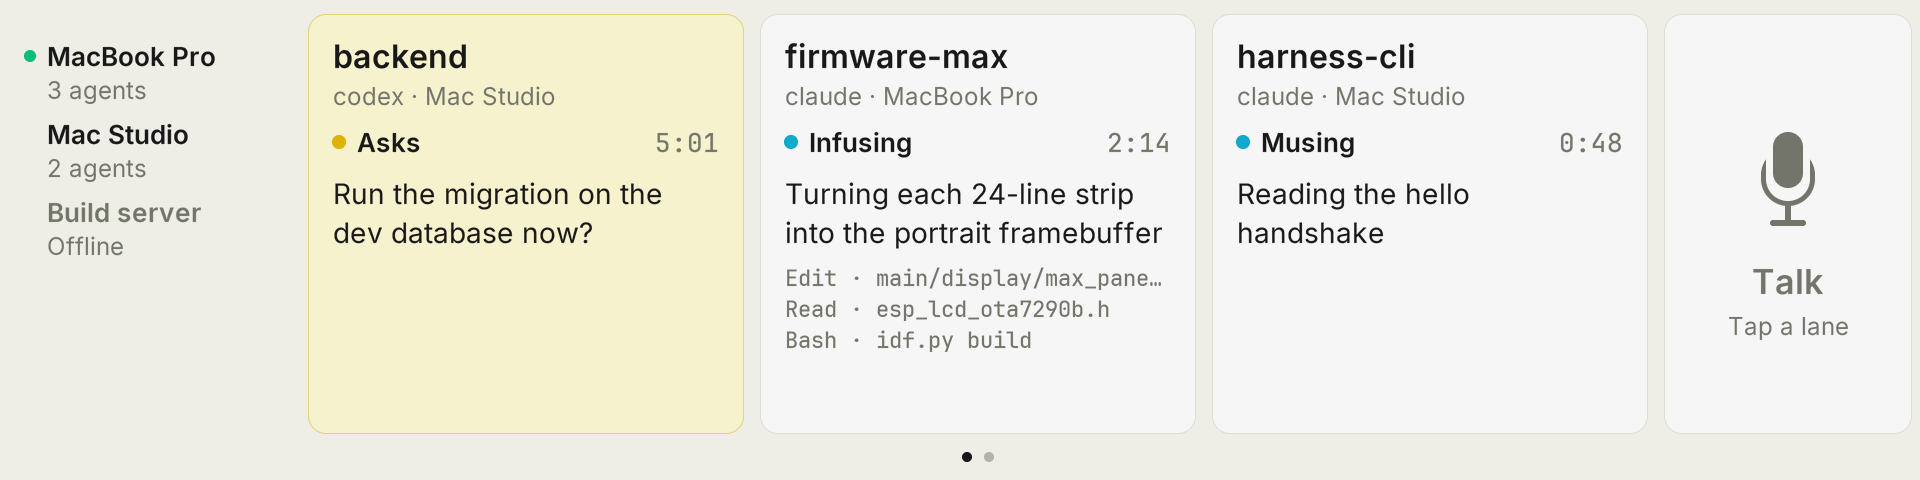 MacBook Pro
3 agents
Mac Studio
2 agents
Build server
Offline
backend
codex · Mac Studio
Asks 5:01
Run the migration on the
dev database now?
firmware-max
claude · MacBook Pro
Infusing 2:14
Turning each 24-line strip
into the portrait framebuffer
Edit · main/display/max_pane…
Read · esp_lcd_ota7290b.h
Bash · idf.py build
harness-cli
claude · Mac Studio
Musing 0:48
Reading the hello
handshake
Talk
Tap a lane